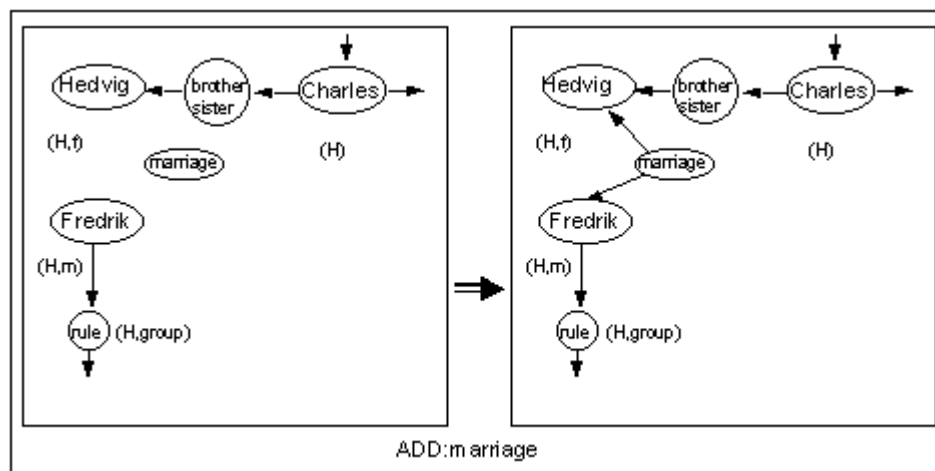 Hedvig
brother
sister
Charles
(H,f)
marriage
(H)
Fredrik
(H,m)
rule
(H,group)
Hedvig
brother
sister
Charles
(H,f)
marriage
(H)
Fredrik
(H,m)
rule
(H,group)
ADD:marriage